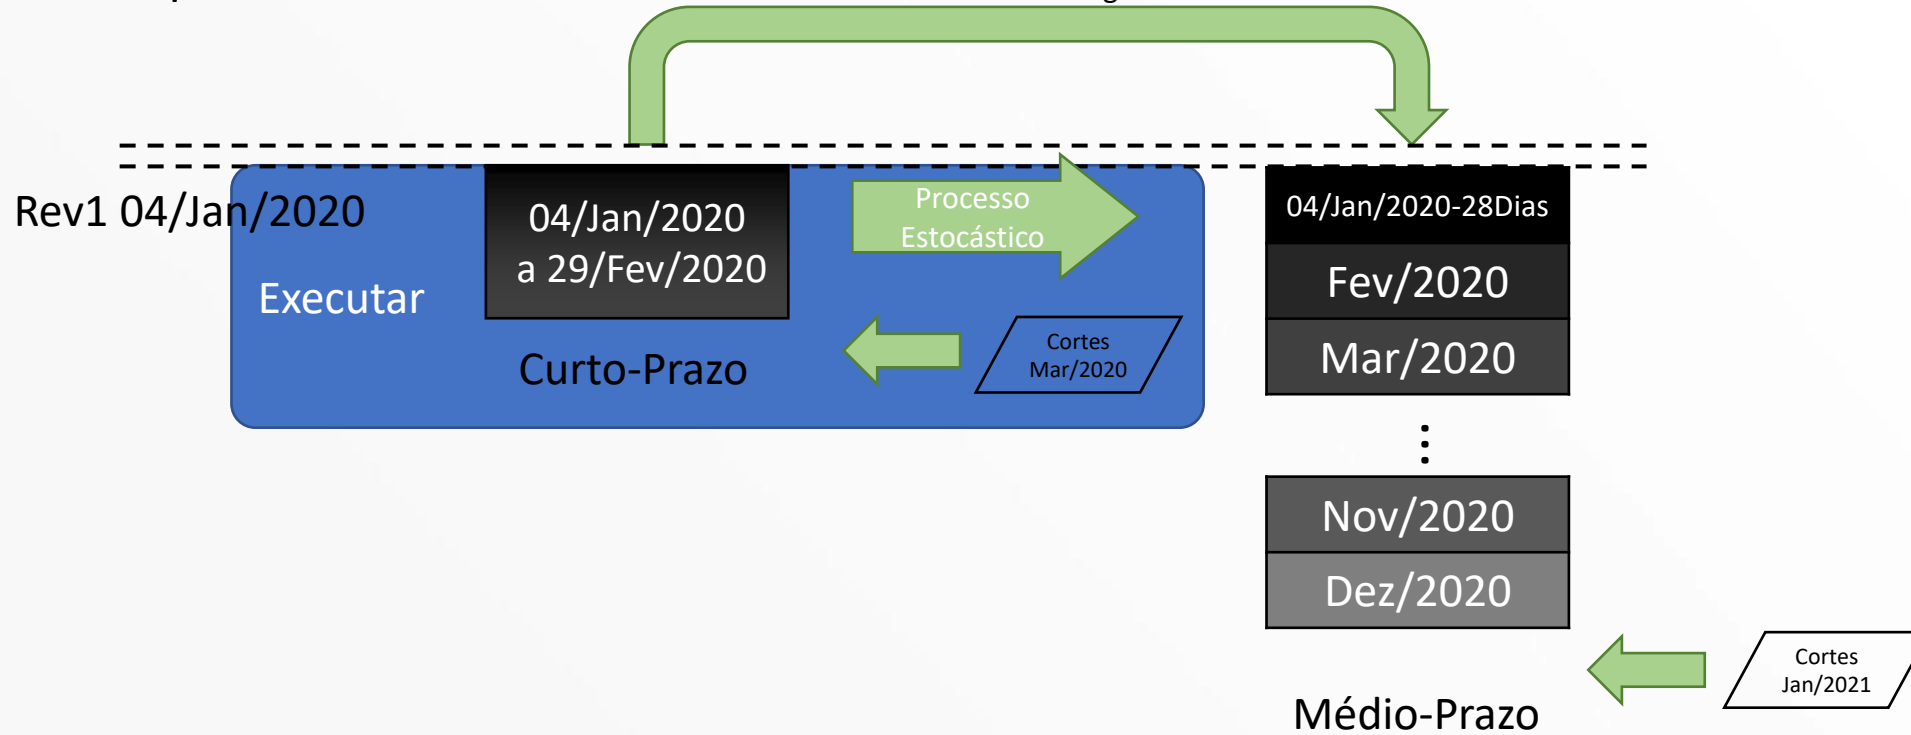 Rev1 04/Jan/2020
Executar
04/Jan/2020
a 29/Fev/2020
Curto-Prazo
Processo
Estocástico
Cortes
Mar/2020
04/Jan/2020-28Dias
Fev/2020
Mar/2020
⋮
Nov/2020
Dez/2020
Médio-Prazo
Cortes
Jan/2021